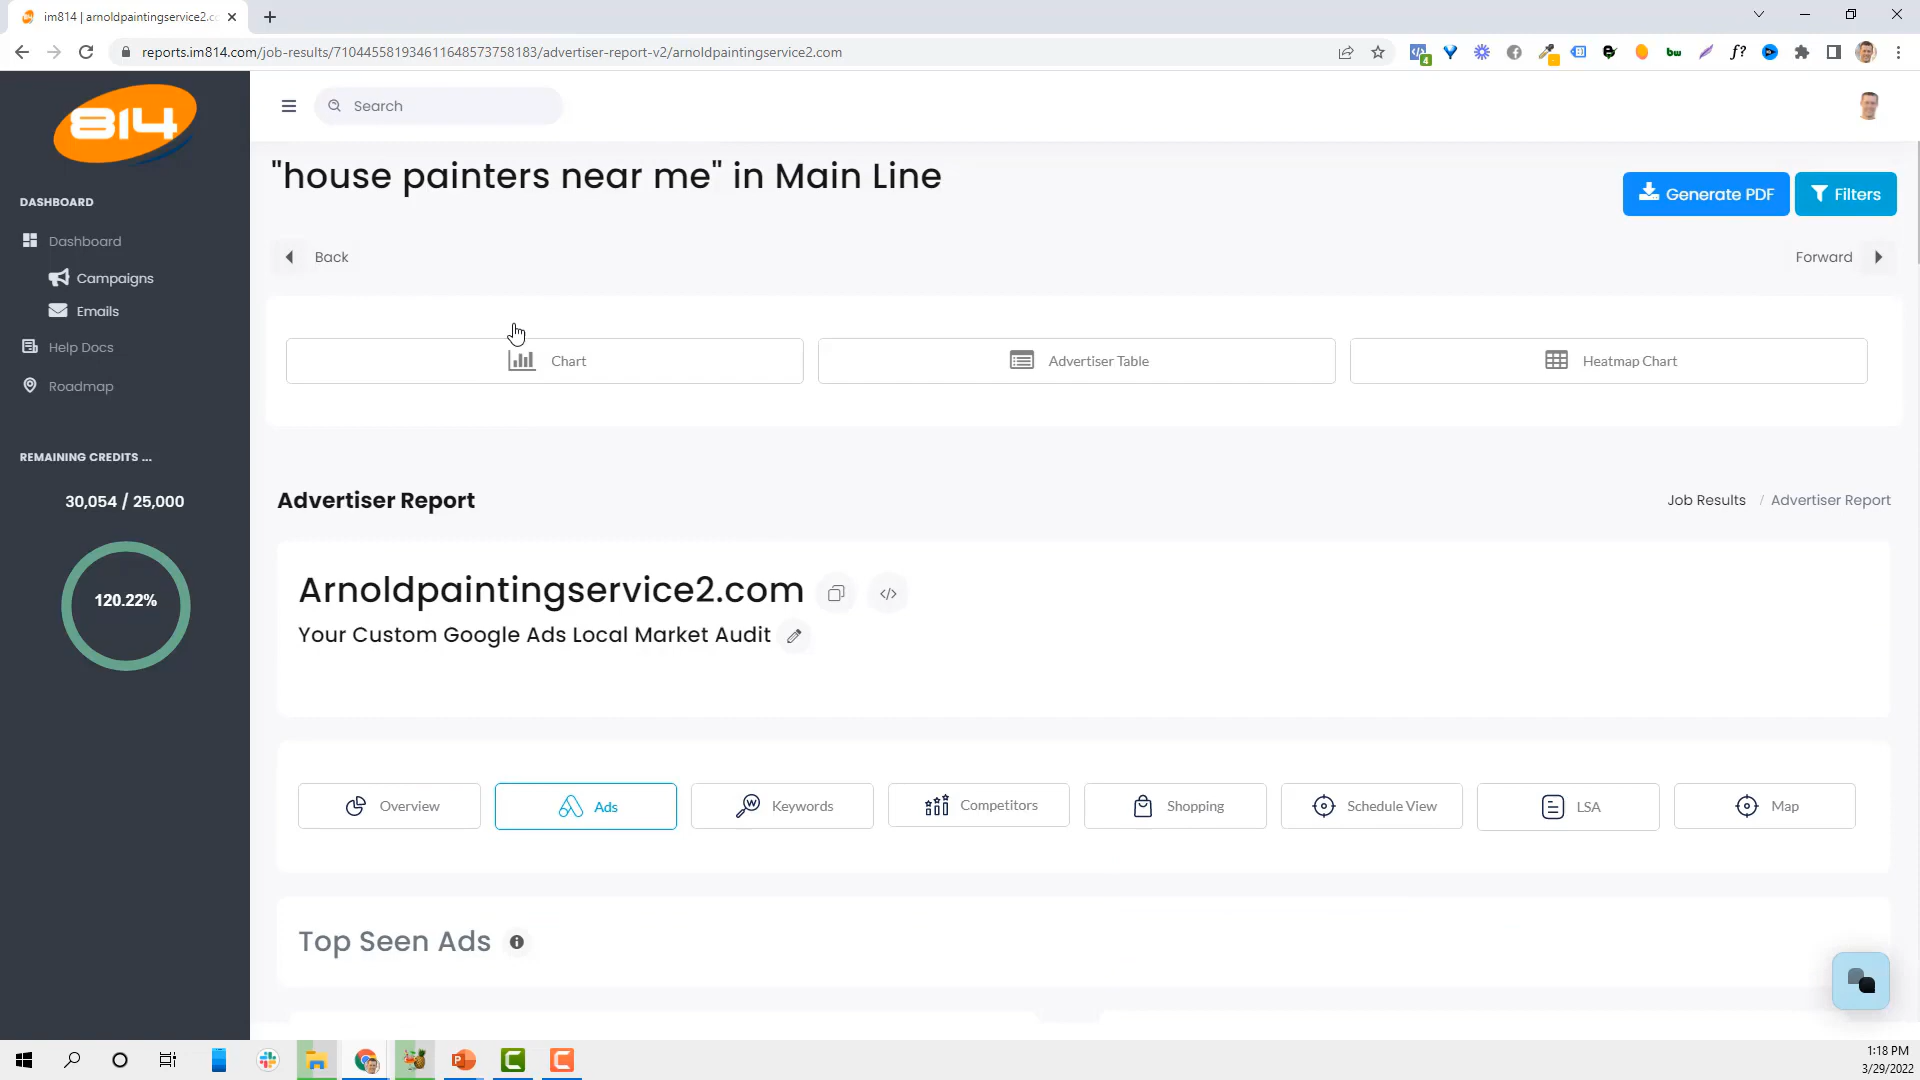 im814 | arnoldpaintingservice2.cc
reports.im814.com/job-results/710445581934611648573758183/advertiser-report-v2/arnoldpaintingservice2.com
4
bw
f?
814
Search
"house painters near me" in Main Line
Generate PDF
Filters
DASHBOARD
Dashboard
Campaigns
Emails
Help Docs
Roadmap
Back
Forward
Chart
Advertiser Table
Heatmap Chart
REMAINING CREDITS ...
30,054 / 25,000
120.22%
Advertiser Report
Job Results / Advertiser Report
Arnoldpaintingservice2.com
Your Custom Google Ads Local Market Audit
Overview
Ads
Keywords
Competitors
Shopping
Schedule View
LSA
Map
Top Seen Ads
1:18 PM
3/29/2022